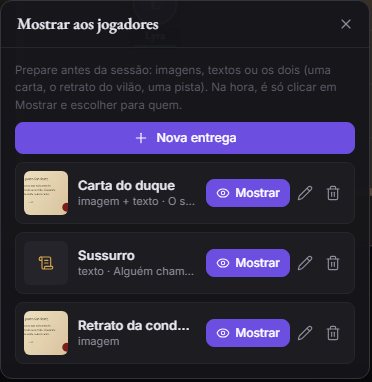 Mostrar aos jogadores
Prepare antes da sessão: imagens, textos ou os dois (uma
carta, o retrato do vilão, uma pista). Na hora, é só clicar em
Mostrar e escolher para quem.
Nova entrega
Carta do duque
imagem + texto · O s...
Mostrar
Sussurro
texto · Alguém cham...
Mostrar
Retrato da cond...
imagem
Mostrar